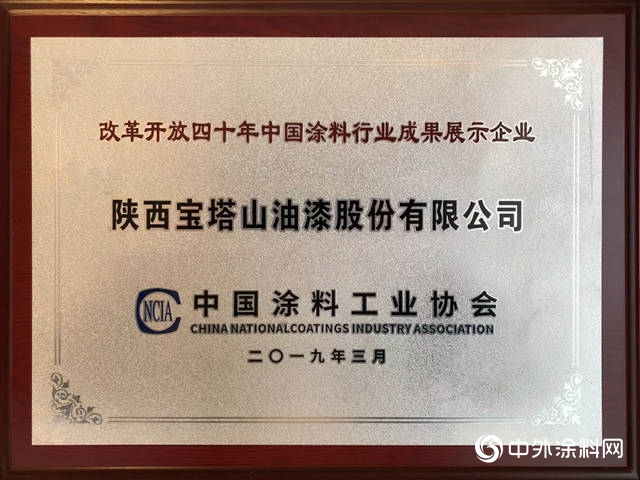 改革开放四十年中国涂料行业成果展示企业
陕西宝塔山油漆股份有限公司
NCIA 中国涂料工业协会
CHINA NATIONALCOATINGS INDUSTRY ASSOCIATION
二〇一九年三月
中外涂料网